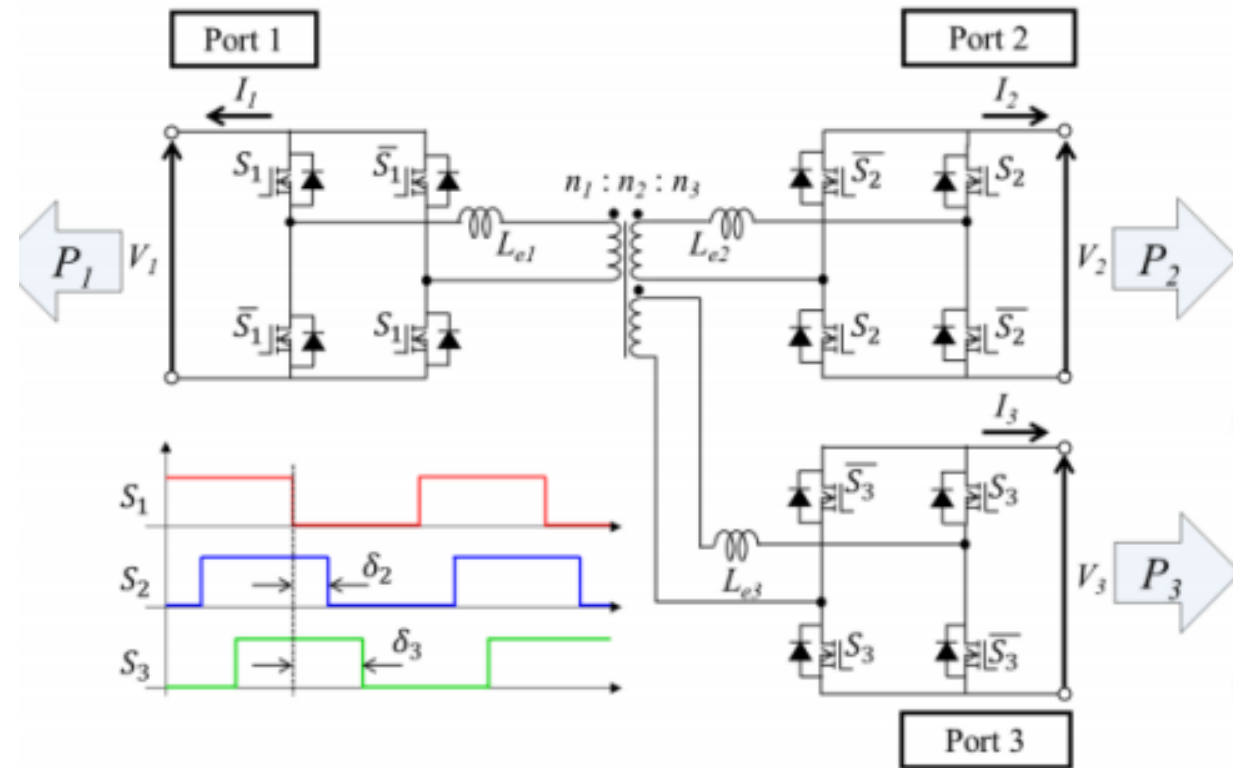 Port 1
Port 2
I₁
I₂
S₁
S̅₁
n₁ : n₂ : n₃
S̅₂
S₂
Lₑ₁
Lₑ₂
P₁
V₁
V₂
P₂
S̅₁
S₁
S₂
S̅₂
I₃
S₁
S̅₃
S₃
S₂
δ₂
Lₑ₃
V₃
P₃
S₃
δ₃
S₃
S̅₃
Port 3